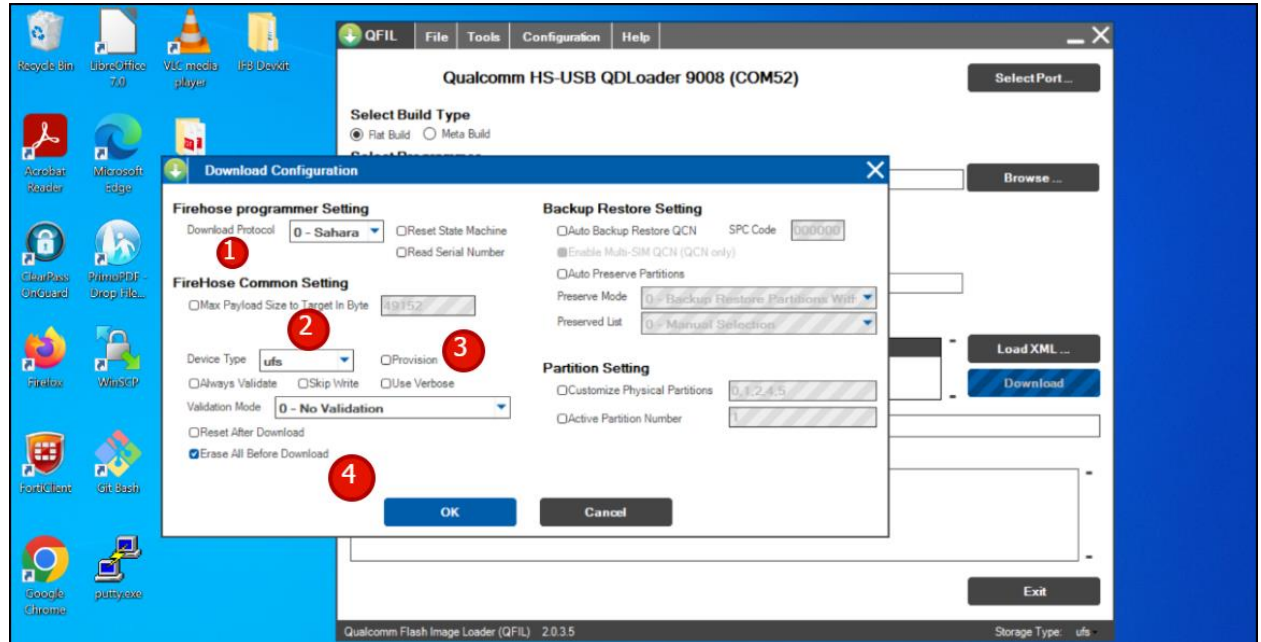 QFIL File Tools Configuration Help
Recycle Bin
LibreOffice 7.0
VLC media player
IFB Devkit
Qualcomm HS-USB QDLoader 9008 (COM52)
Select Port ...
Select Build Type
Flat Build Meta Build
Acrobat Reader
Microsoft Edge
Download Configuration
Browse ...
Firehose programmer Setting
Download Protocol 0 - Sahara Reset State Machine
1
Read Serial Number
FireHose Common Setting
Max Payload Size to Target In Byte 49152
2
Device Type ufs Provision
3
Always Validate Skip Write Use Verbose
Validation Mode 0 - No Validation
Reset After Download
Erase All Before Download
4
Backup Restore Setting
Auto Backup Restore QCN SPC Code 000000
Enable Multi-SIM QCN (QCN only)
Auto Preserve Partitions
Preserve Mode 0 - Backup Restore Partitions With
Preserved List 0 - Manual Selection
Partition Setting
Customize Physical Partitions 0,1,2,4,5
Active Partition Number 1
OK Cancel
ClearPass OnGuard
PrimoPDF - Drop File...
Firefox
WinSCP
Load XML ...
Download
FortiClient
Git Bash
Google Chrome
putty.exe
Exit
Qualcomm Flash Image Loader (QFIL) 2.0.3.5 Storage Type: ufs